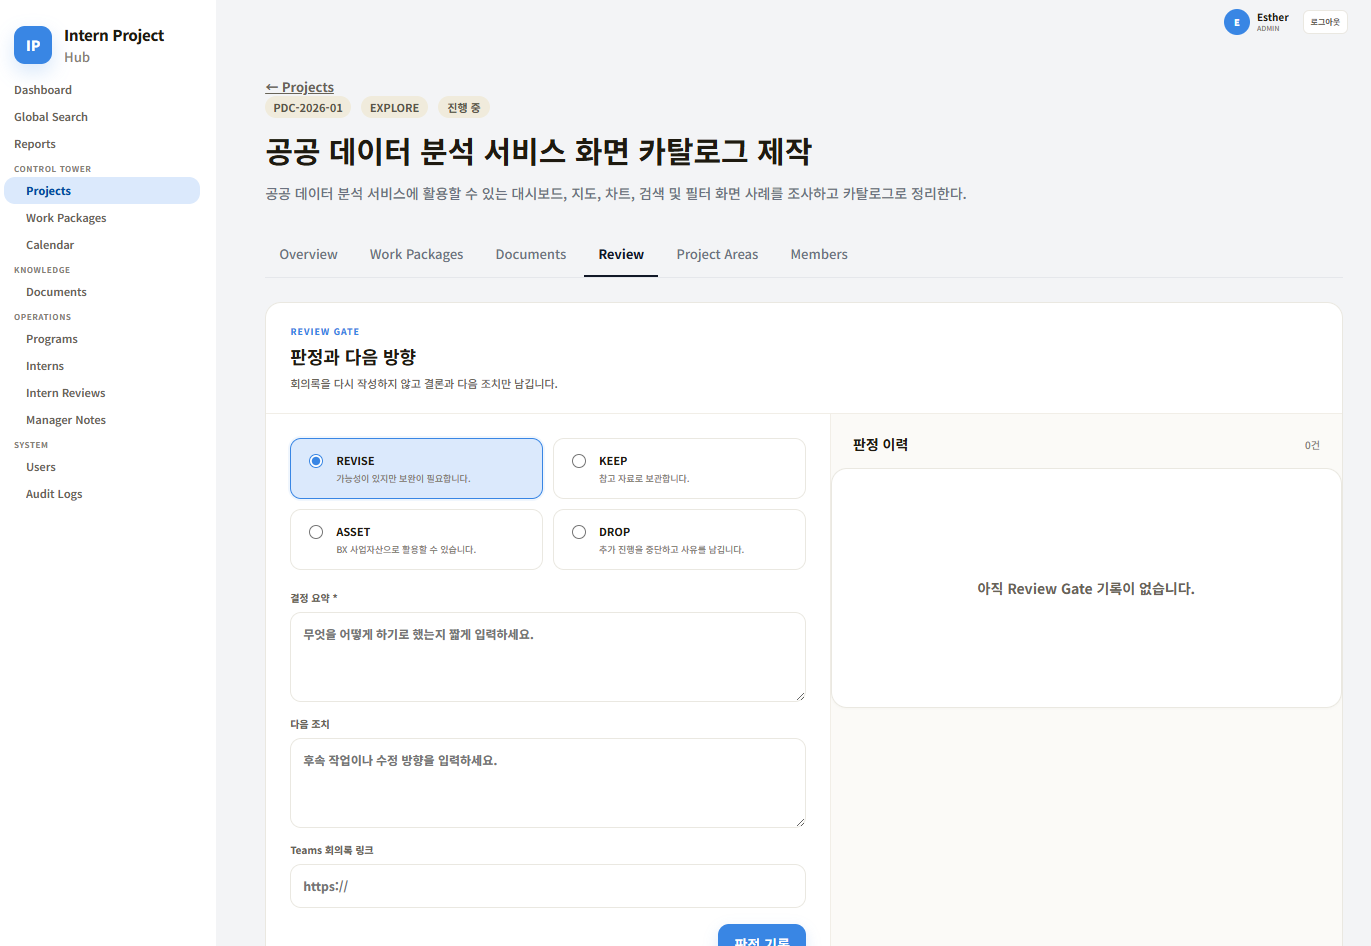 IP
Intern Project
Hub
Dashboard
Global Search
Reports
CONTROL TOWER
Projects
Work Packages
Calendar
KNOWLEDGE
Documents
OPERATIONS
Programs
Interns
Intern Reviews
Manager Notes
SYSTEM
Users
Audit Logs
E
Esther
ADMIN
로그아웃
← Projects
PDC-2026-01
EXPLORE
진행 중
공공 데이터 분석 서비스 화면 카탈로그 제작
공공 데이터 분석 서비스에 활용할 수 있는 대시보드, 지도, 차트, 검색 및 필터 화면 사례를 조사하고 카탈로그로 정리한다.
Overview
Work Packages
Documents
Review
Project Areas
Members
REVIEW GATE
판정과 다음 방향
회의록을 다시 작성하지 않고 결론과 다음 조치만 남깁니다.
REVISE
가능성이 있지만 보완이 필요합니다.
KEEP
참고 자료로 보관합니다.
ASSET
BX 사업자산으로 활용할 수 있습니다.
DROP
추가 진행을 중단하고 사유를 남깁니다.
결정 요약 *
무엇을 어떻게 하기로 했는지 짧게 입력하세요.
다음 조치
후속 작업이나 수정 방향을 입력하세요.
Teams 회의록 링크
https://
판정 기록
판정 이력
0건
아직 Review Gate 기록이 없습니다.